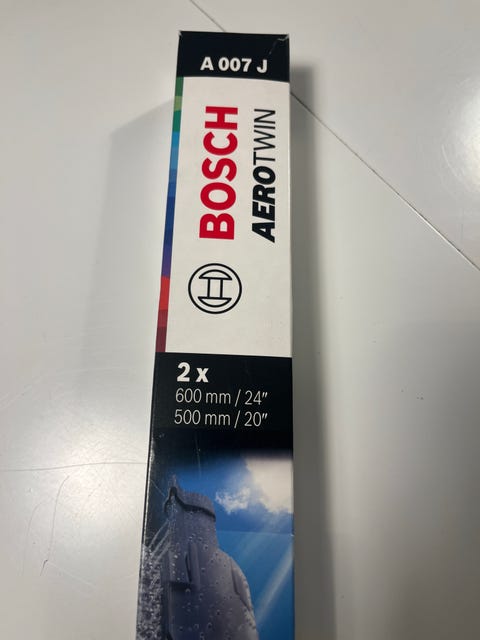 A 007 J
BOSCH
AEROTWIN
2 x
600 mm / 24"
500 mm / 20"